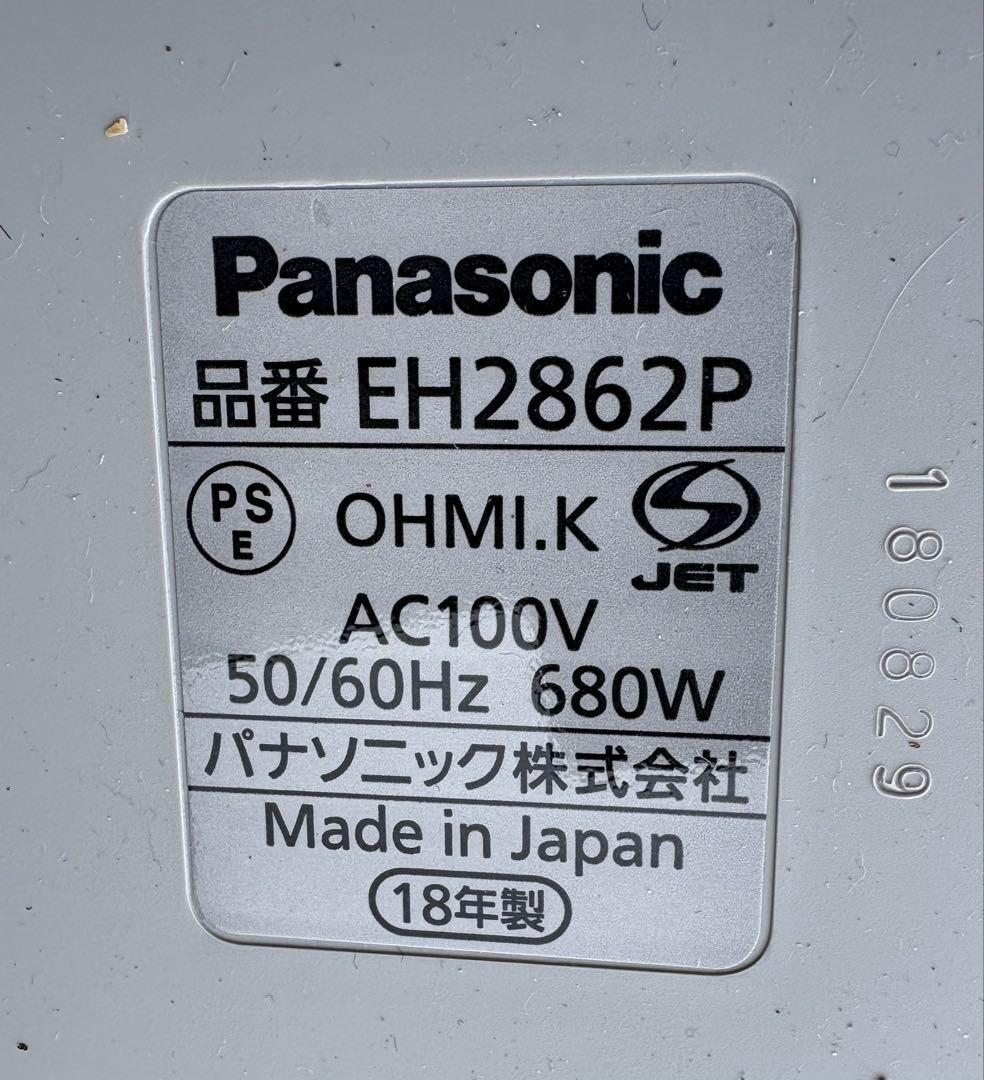 Panasonic
品番 EH2862P
PS
E
OHMI.K
JET
AC100V
50/60Hz 680W
パナソニック株式会社
Made in Japan
18年製
180829